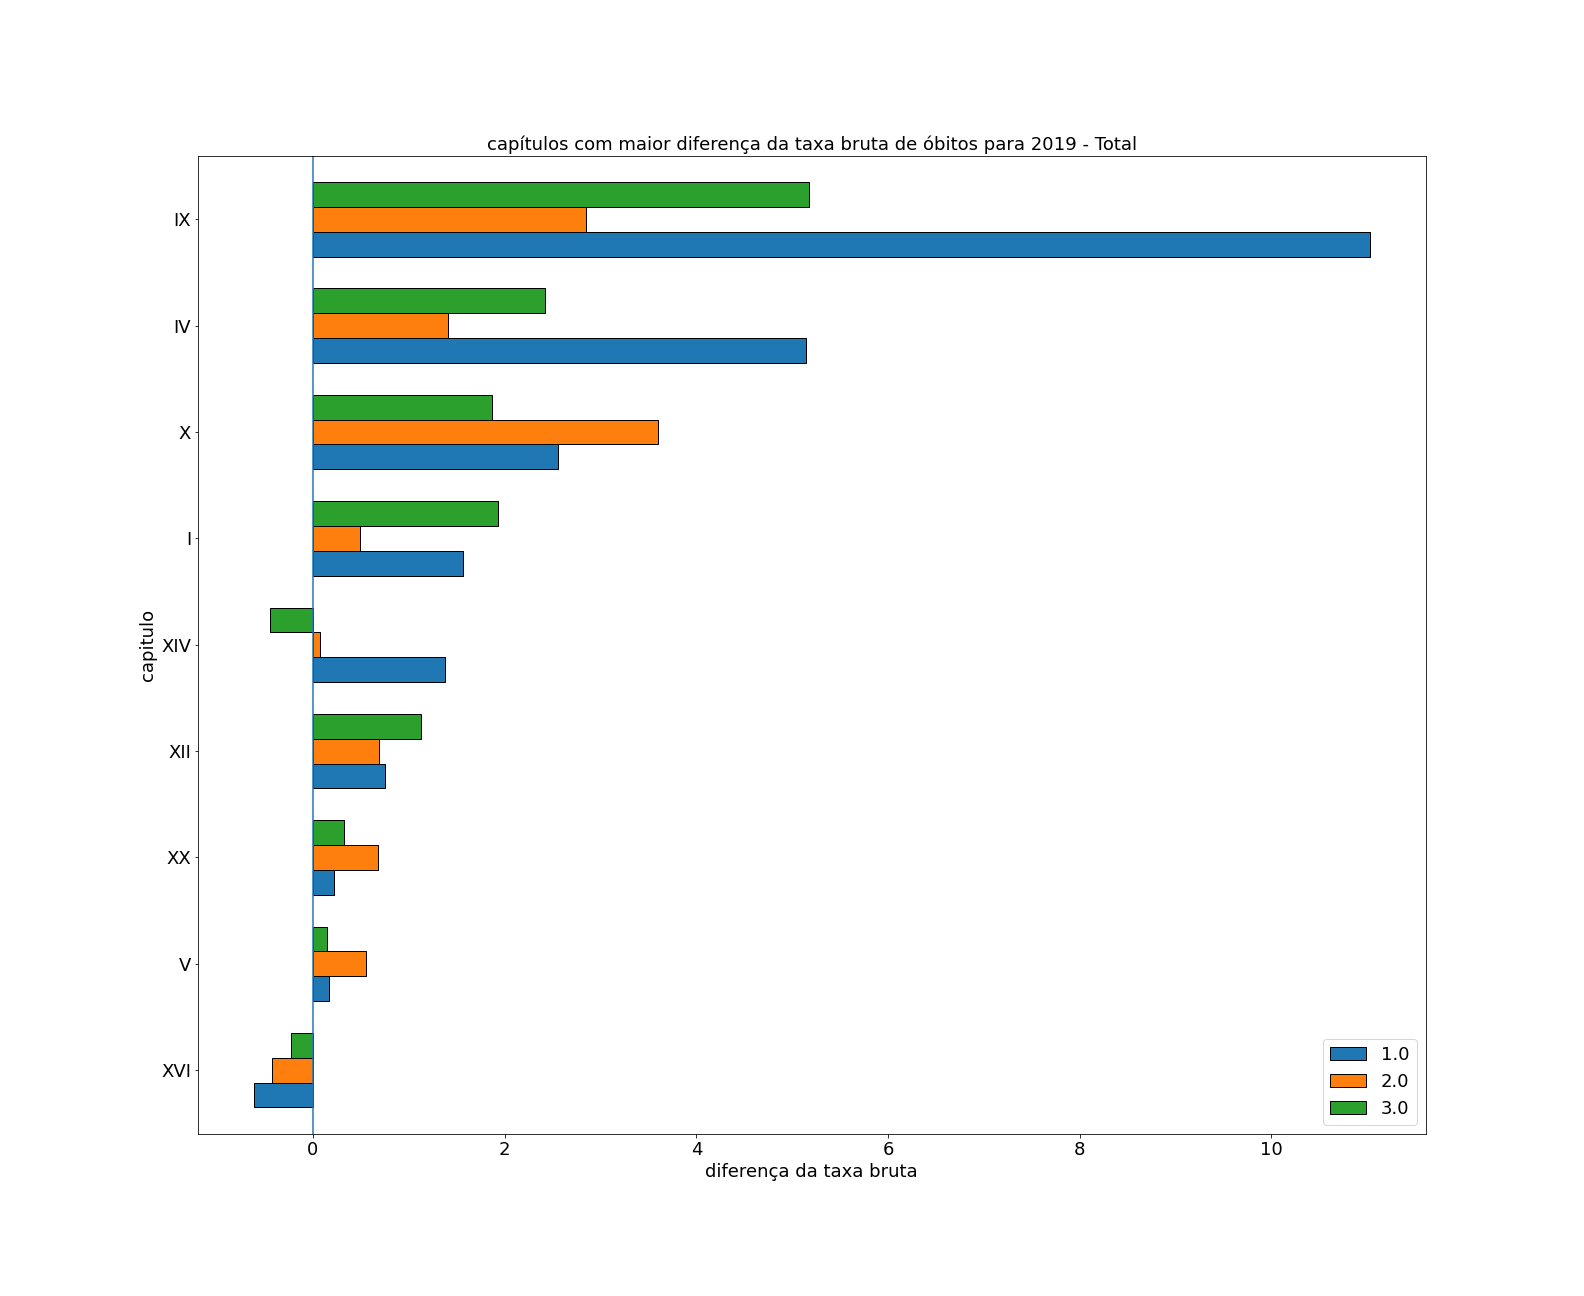 capítulos com maior diferença da taxa bruta de óbitos para 2019 - Total
IX
IV
X
I
XIV
XII
XX
V
XVI
capitulo
0 2 4 6 8 10
diferença da taxa bruta
1.0
2.0
3.0